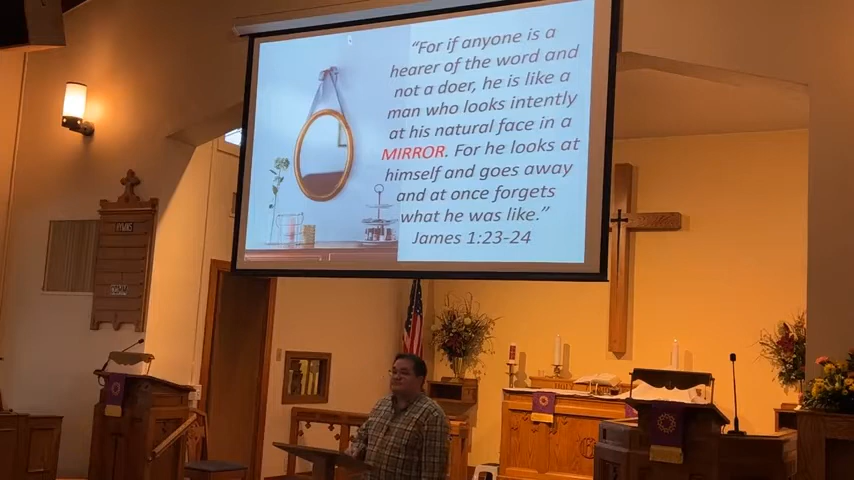 “For if anyone is a
hearer of the word and
not a doer, he is like a
man who looks intently
at his natural face in a
MIRROR. For he looks at
himself and goes away
and at once forgets
what he was like.”
James 1:23-24
HYMNS